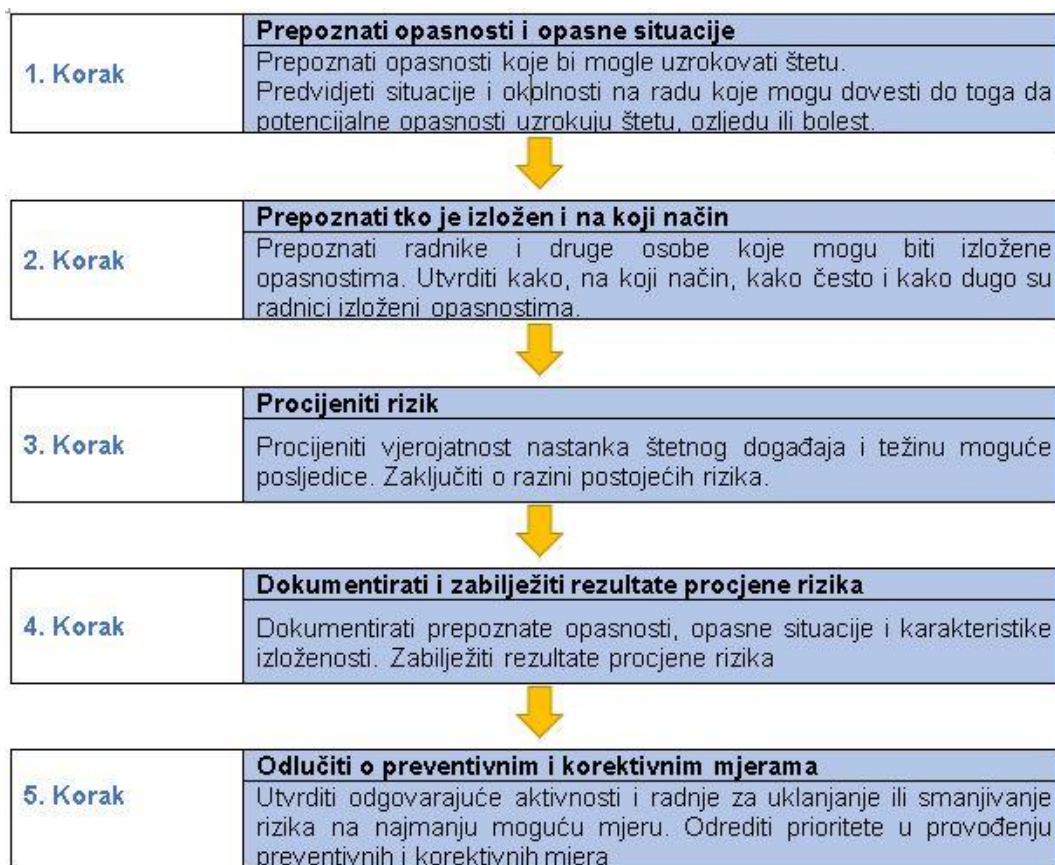 Prepoznati opasnosti i opasne situacije
1. Korak
Prepoznati opasnosti koje bi mogle uzrokovati štetu.
Predvidjeti situacije i okolnosti na radu koje mogu dovesti do toga da
potencijalne opasnosti uzrokuju štetu, ozljedu ili bolest.
Prepoznati tko je izložen i na koji način
2. Korak
Prepoznati radnike i druge osobe koje mogu biti izložene
opasnostima. Utvrditi kako, na koji način, kako često i kako dugo su
radnici izloženi opasnostima.
Procijeniti rizik
3. Korak
Procijeniti vjerojatnost nastanka štetnog događaja i težinu moguće
posljedice. Zaključiti o razini postojećih rizika.
Dokumentirati i zabilježiti rezultate procjene rizika
4. Korak
Dokumentirati prepoznate opasnosti, opasne situacije i karakteristike
izloženosti. Zabilježiti rezultate procjene rizika
Odlučiti o preventivnim i korektivnim mjerama
5. Korak
Utvrditi odgovarajuće aktivnosti i radnje za uklanjanje ili smanjivanje
rizika na najmanju moguću mjeru. Odrediti prioritete u provođenju
preventivnih i korektivnih mjera